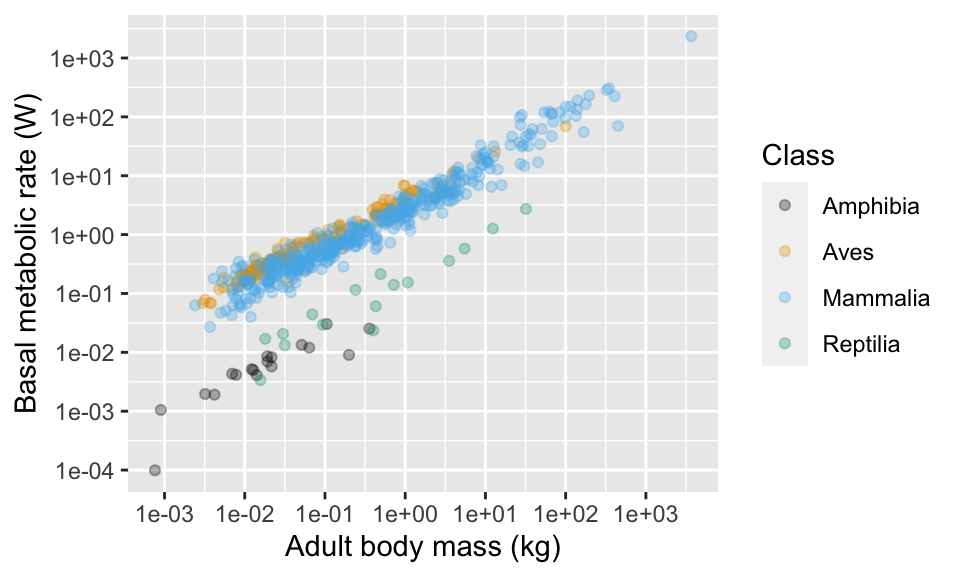 1e+03
1e+02
1e+01
1e+00
1e-01
1e-02
1e-03
1e-04
Basal metabolic rate (W)
1e-03 1e-02 1e-01 1e+00 1e+01 1e+02 1e+03
Adult body mass (kg)
Class
Amphibia
Aves
Mammalia
Reptilia